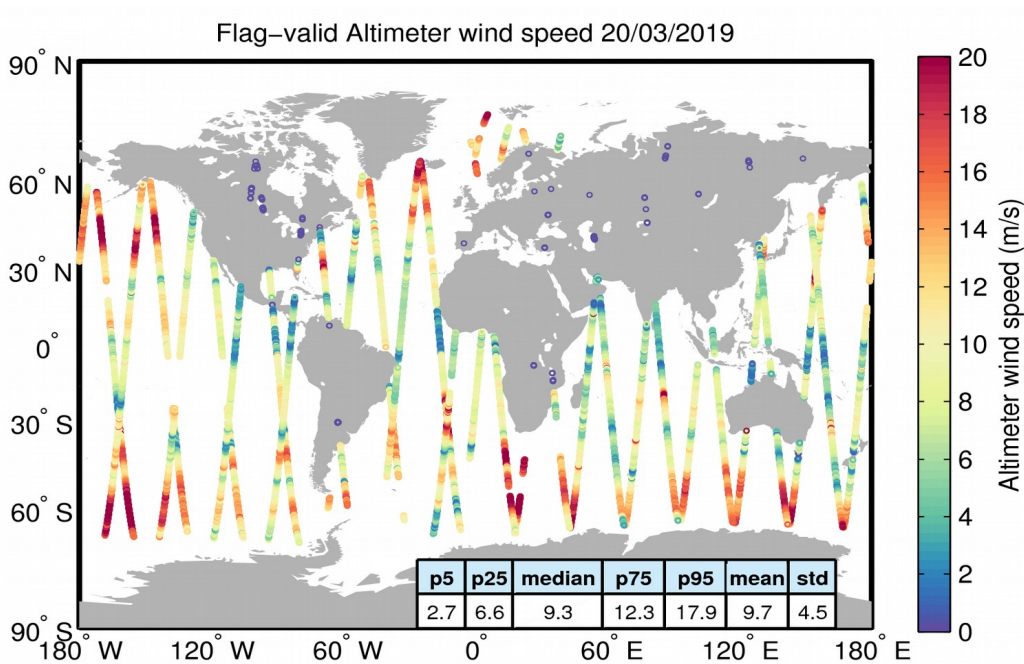 Flag−valid Altimeter wind speed 20/03/2019
90° N
60° N
30° N
0°
30° S
60° S
90° S
180° W
120° W
60° W
0°
60° E
120° E
180° E
p5 p25 median p75 p95 mean std
2.7 6.6 9.3 12.3 17.9 9.7 4.5
20
18
16
14
12
10
8
6
4
2
0
Altimeter wind speed (m/s)